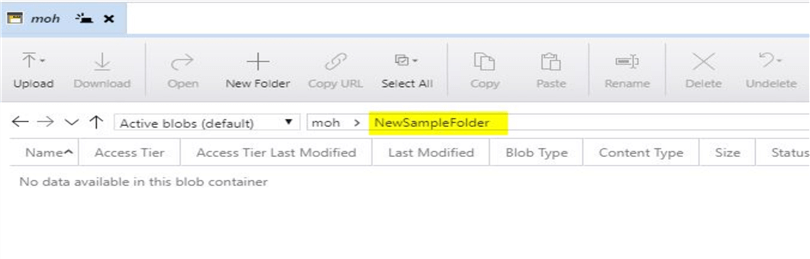 moh
Upload Download Open New Folder Copy URL Select All Copy Paste Rename Delete Undelete
Active blobs (default) moh > NewSampleFolder
Name Access Tier Access Tier Last Modified Last Modified Blob Type Content Type Size Status
No data available in this blob container